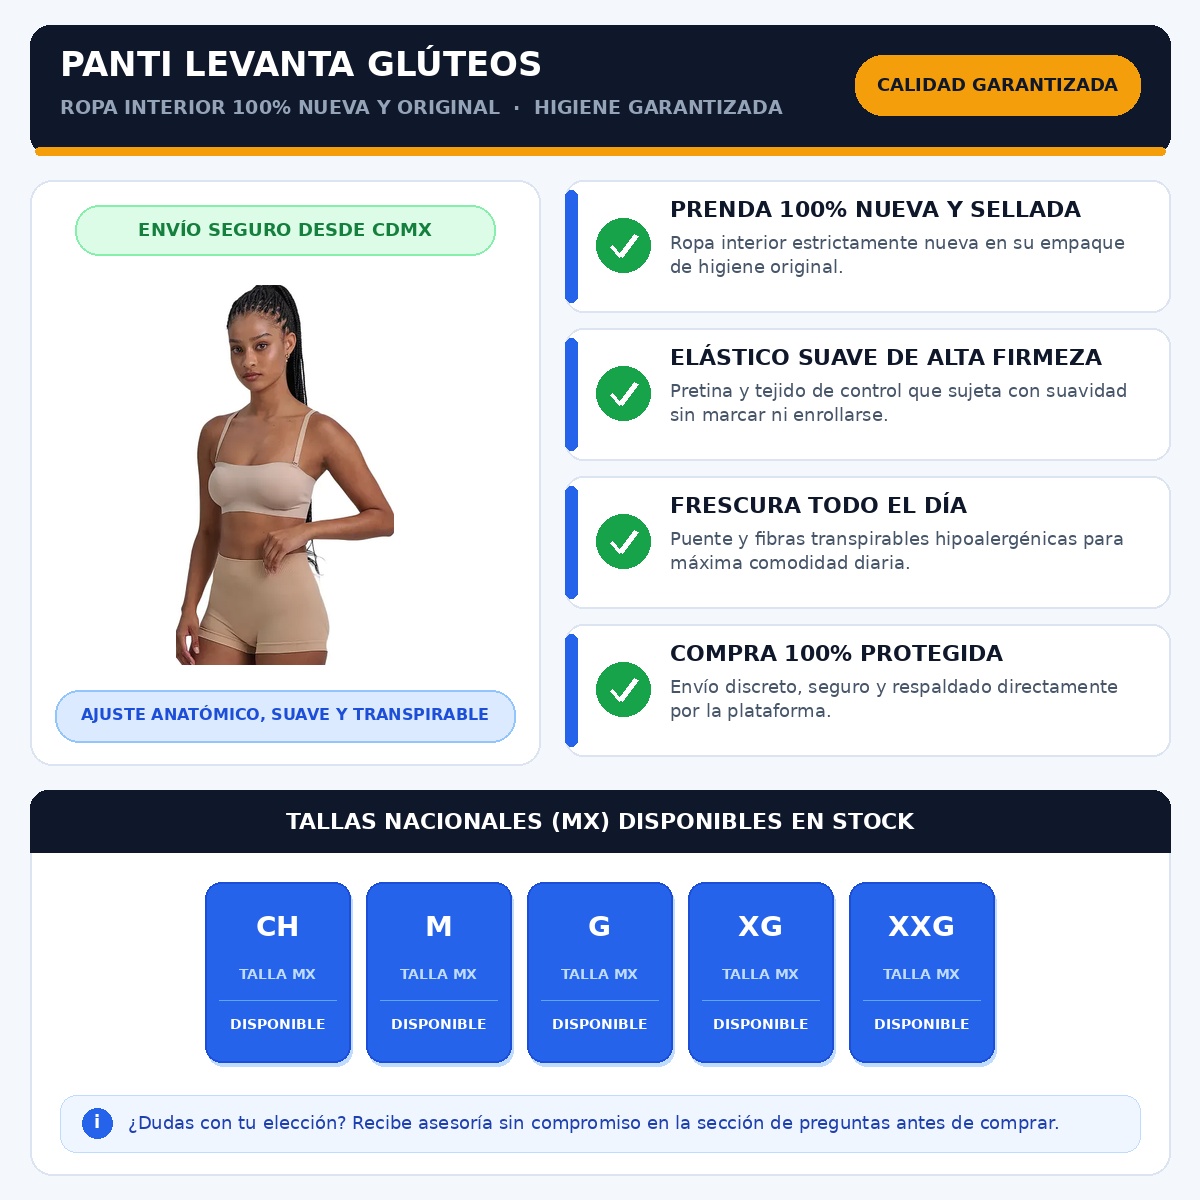 PANTI LEVANTA GLÚTEOS
ROPA INTERIOR 100% NUEVA Y ORIGINAL · HIGIENE GARANTIZADA
CALIDAD GARANTIZADA
ENVÍO SEGURO DESDE CDMX
AJUSTE ANATÓMICO, SUAVE Y TRANSPIRABLE
PRENDA 100% NUEVA Y SELLADA
Ropa interior estrictamente nueva en su empaque
de higiene original.
ELÁSTICO SUAVE DE ALTA FIRMEZA
Pretina y tejido de control que sujeta con suavidad
sin marcar ni enrollarse.
FRESCURA TODO EL DÍA
Puente y fibras transpirables hipoalergénicas para
máxima comodidad diaria.
COMPRA 100% PROTEGIDA
Envío discreto, seguro y respaldado directamente
por la plataforma.
TALLAS NACIONALES (MX) DISPONIBLES EN STOCK
CH
TALLA MX
DISPONIBLE
M
TALLA MX
DISPONIBLE
G
TALLA MX
DISPONIBLE
XG
TALLA MX
DISPONIBLE
XXG
TALLA MX
DISPONIBLE
i ¿Dudas con tu elección? Recibe asesoría sin compromiso en la sección de preguntas antes de comprar.